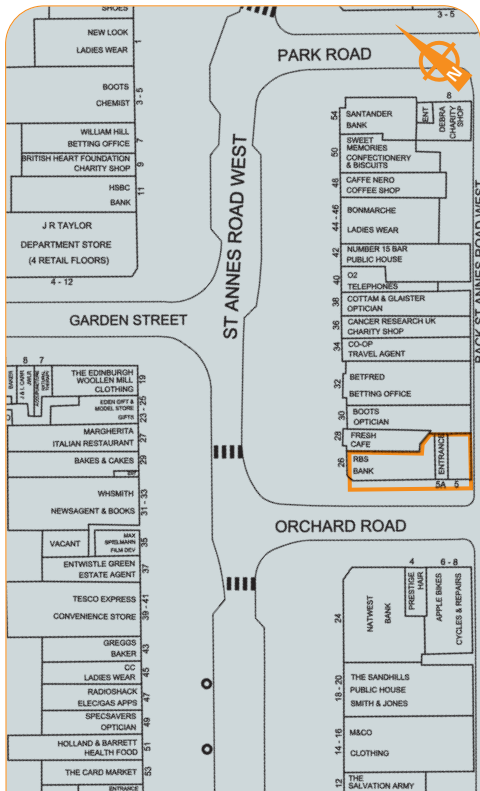 SHOES
NEW LOOK
LADIES WEAR
1
BOOTS
CHEMIST
3 - 5
WILLIAM HILL
BETTING OFFICE
7
BRITISH HEART FOUNDATION
CHARITY SHOP
9
HSBC
BANK
11
J R TAYLOR
DEPARTMENT STORE
(4 RETAIL FLOORS)
4 - 12
GARDEN STREET
ST ANNES ROAD WEST
PARK ROAD
3 - 5
N
8
54
SANTANDER
BANK
ENT
DEBRA
CHARITY
SHOP
50
SWEET
MEMORIES
CONFECTIONERY
& BISCUITS
48
CAFFE NERO
COFFEE SHOP
44 - 46
BONMARCHE
LADIES WEAR
42
NUMBER 15 BAR
PUBLIC HOUSE
40
O2
TELEPHONES
38
COTTAM & GLAISTER
OPTICIAN
36
CANCER RESEARCH UK
CHARITY SHOP
34
CO-OP
TRAVEL AGENT
32
BETFRED
BETTING OFFICE
30
BOOTS
OPTICIAN
28
FRESH
CAFE
26
RBS
BANK
ENTRANCE
5A
5
BACK ST ANNES ROAD WEST
ORCHARD ROAD
BAKER
8
J & L CARR
7
THE EDINBURGH
WOOLLEN MILL
CLOTHING
19
EDEN GIFT &
MODEL STORE
GIFTS
23 - 25
MARGHERITA
ITALIAN RESTAURANT
27
BAKES & CAKES
29
ENT
WHSMITH
NEWSAGENT & BOOKS
31 - 33
VACANT
MAX
SPIELMANN
FILM DEV
35
ENTWISTLE GREEN
ESTATE AGENT
37
TESCO EXPRESS
CONVENIENCE STORE
39 - 41
GREGGS
BAKER
43
CC
LADIES WEAR
45
RADIOSHACK
ELEC/GAS APPS
47
SPECSAVERS
OPTICIAN
49
HOLLAND & BARRETT
HEALTH FOOD
51
THE CARD MARKET
53
ENTRANCE
24
NATWEST
BANK
4
PRESTIGE
HAIR
6 - 8
APPLE BIKES
CYCLES & REPAIRS
18 - 20
THE SANDHILLS
PUBLIC HOUSE
SMITH & JONES
14 - 16
M&CO
CLOTHING
12
THE
SALVATION ARMY